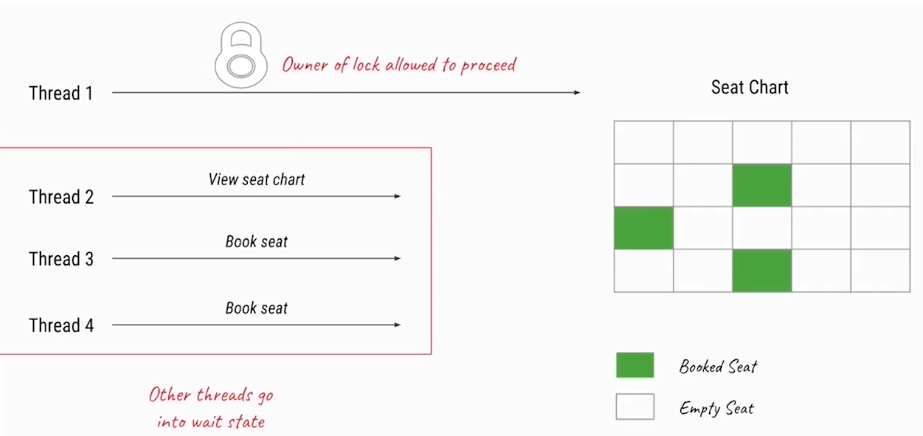 Owner of lock allowed to proceed
Thread 1
Seat Chart
View seat chart
Thread 2
Book seat
Thread 3
Book seat
Thread 4
Other threads go
into wait state
Booked Seat
Empty Seat